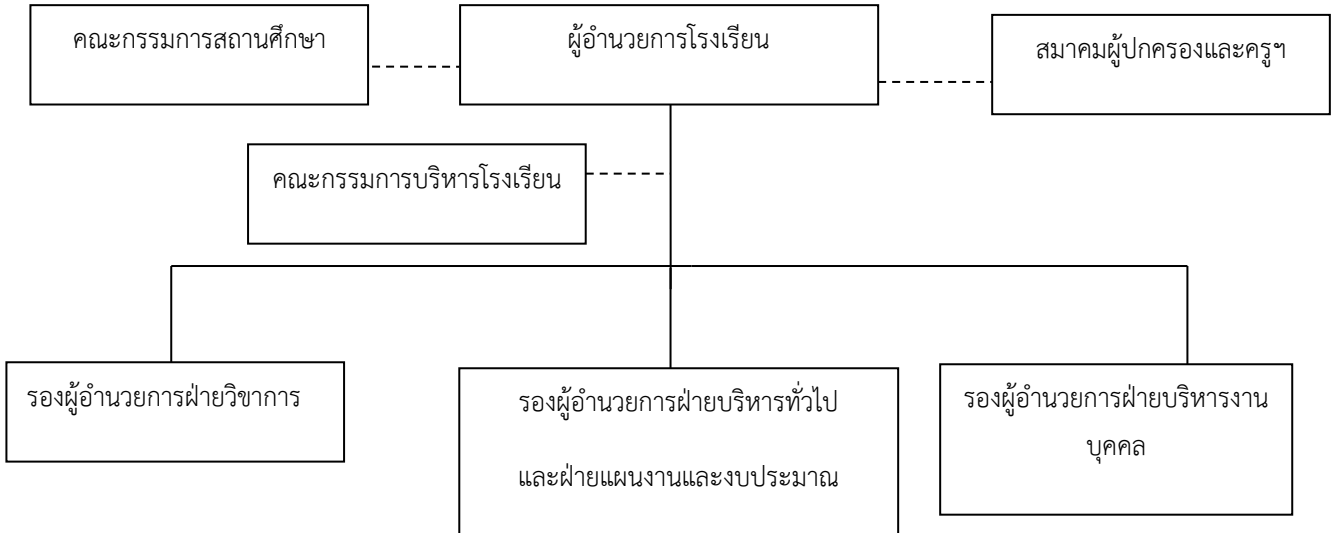 คณะกรรมการสถานศึกษา
ผู้อำนวยการโรงเรียน
สมาคมผู้ปกครองและครูฯ
คณะกรรมการบริหารโรงเรียน
รองผู้อำนวยการฝ่ายวิขาการ
รองผู้อำนวยการฝ่ายบริหารทั่วไป
และฝ่ายแผนงานและงบประมาณ
รองผู้อำนวยการฝ่ายบริหารงาน
บุคคล